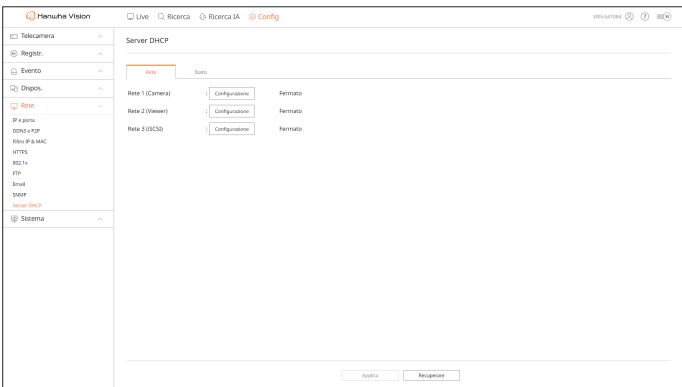 Hanwha Vision
Live Ricerca Ricerca IA Config
XRN-6410B4
Telecamera
Registr.
Evento
Dispos.
Rete
IP e porta
DDNS e P2P
Filtro IP & MAC
HTTPS
802.1x
FTP
Email
SNMP
Server DHCP
Sistema
Server DHCP
Rete Stato
Rete 1 (Camera) : Configurazione Fermato
Rete 2 (Viewer) : Configurazione Fermato
Rete 3 (iSCSI) : Configurazione Fermato
Applica Recuperare